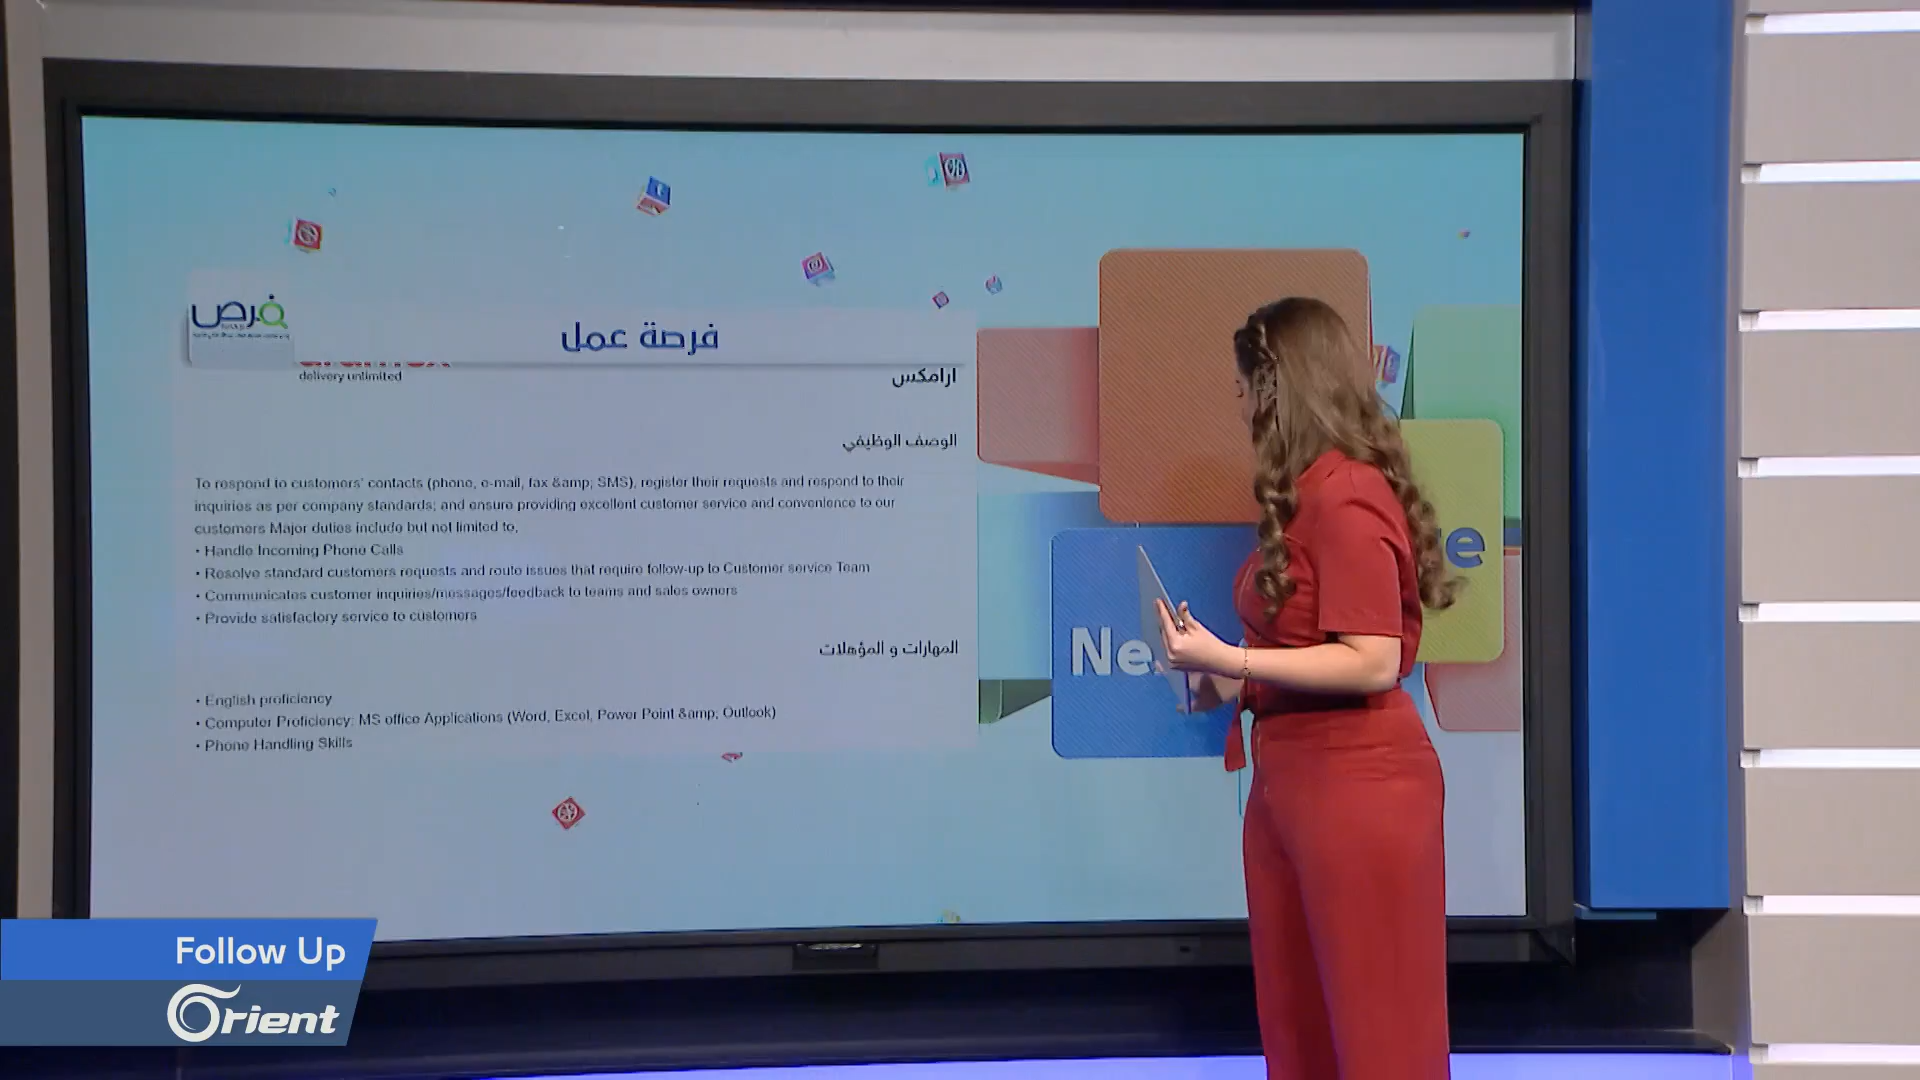 فرص
فرصة عمل
delivery unlimited
ارامكس
الوصف الوظيفي
To respond to customers' contacts (phone, e-mail, fax &amp; SMS), register their requests and respond to their
inquiries as per company standards; and ensure providing excellent customer service and convenience to our
customers Major duties include but not limited to,
• Handle Incoming Phone Calls
• Resolve standard customers requests and route issues that require follow-up to Customer service Team
• Communicates customer inquiries/messages/feedback to teams and sales owners
• Provide satisfactory service to customers
المهارات و المؤهلات
• English proficiency
• Computer Proficiency: MS office Applications (Word, Excel, Power Point &amp; Outlook)
• Phone Handling Skills
Ne
e
Follow Up
Orient